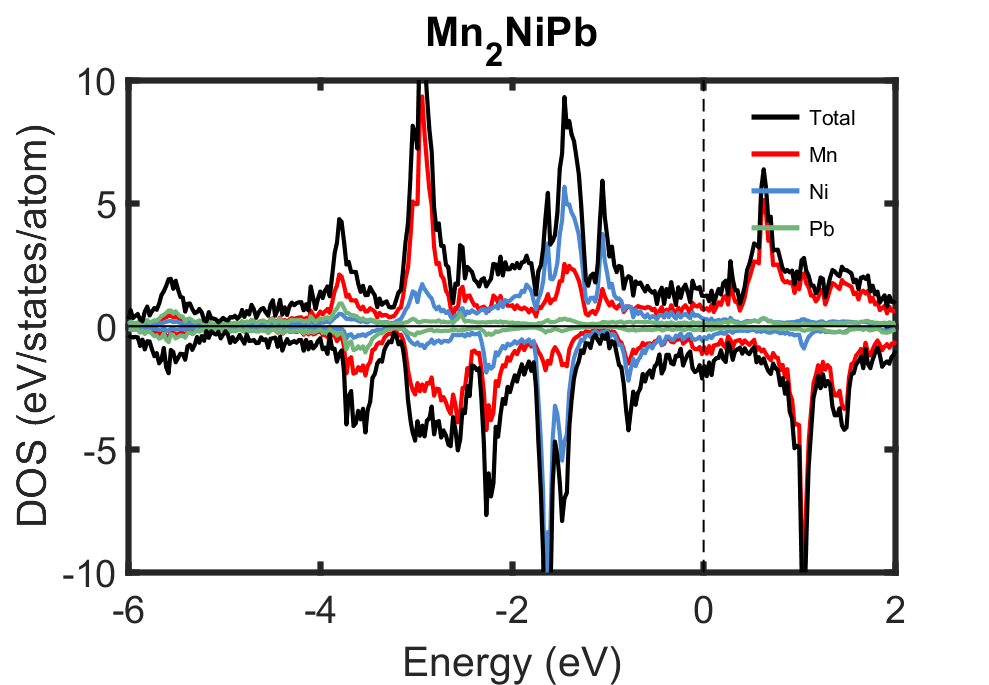 Mn₂NiPb
DOS (eV/states/atom)
10
5
0
-5
-10
Total
Mn
Ni
Pb
-6
-4
-2
0
2
Energy (eV)